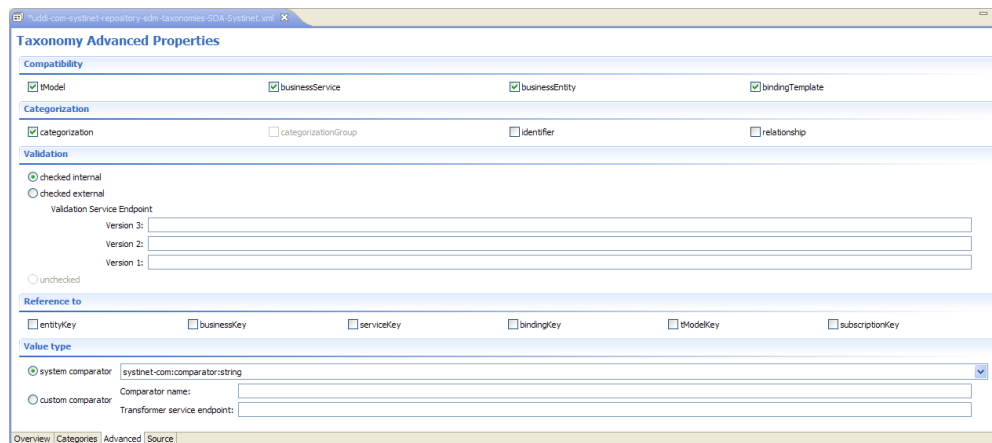 *uddi-com-systinet-repository-sdm-taxonomies-SOA-Systinet.xml
Taxonomy Advanced Properties
Compatibility
tModel businessService businessEntity bindingTemplate
Categorization
categorization categorizationGroup identifier relationship
Validation
checked internal
checked external
Validation Service Endpoint
Version 3:
Version 2:
Version 1:
unchecked
Reference to
entityKey businessKey serviceKey bindingKey tModelKey subscriptionKey
Value type
system comparator systinet-com:comparator:string
custom comparator Comparator name:
Transformer service endpoint:
Overview Categories Advanced Source